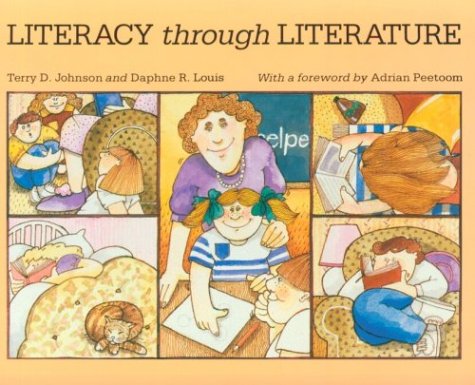 LITERACY through LITERATURE
Terry D. Johnson and Daphne R. Louis With a foreword by Adrian Peetoom
elpe